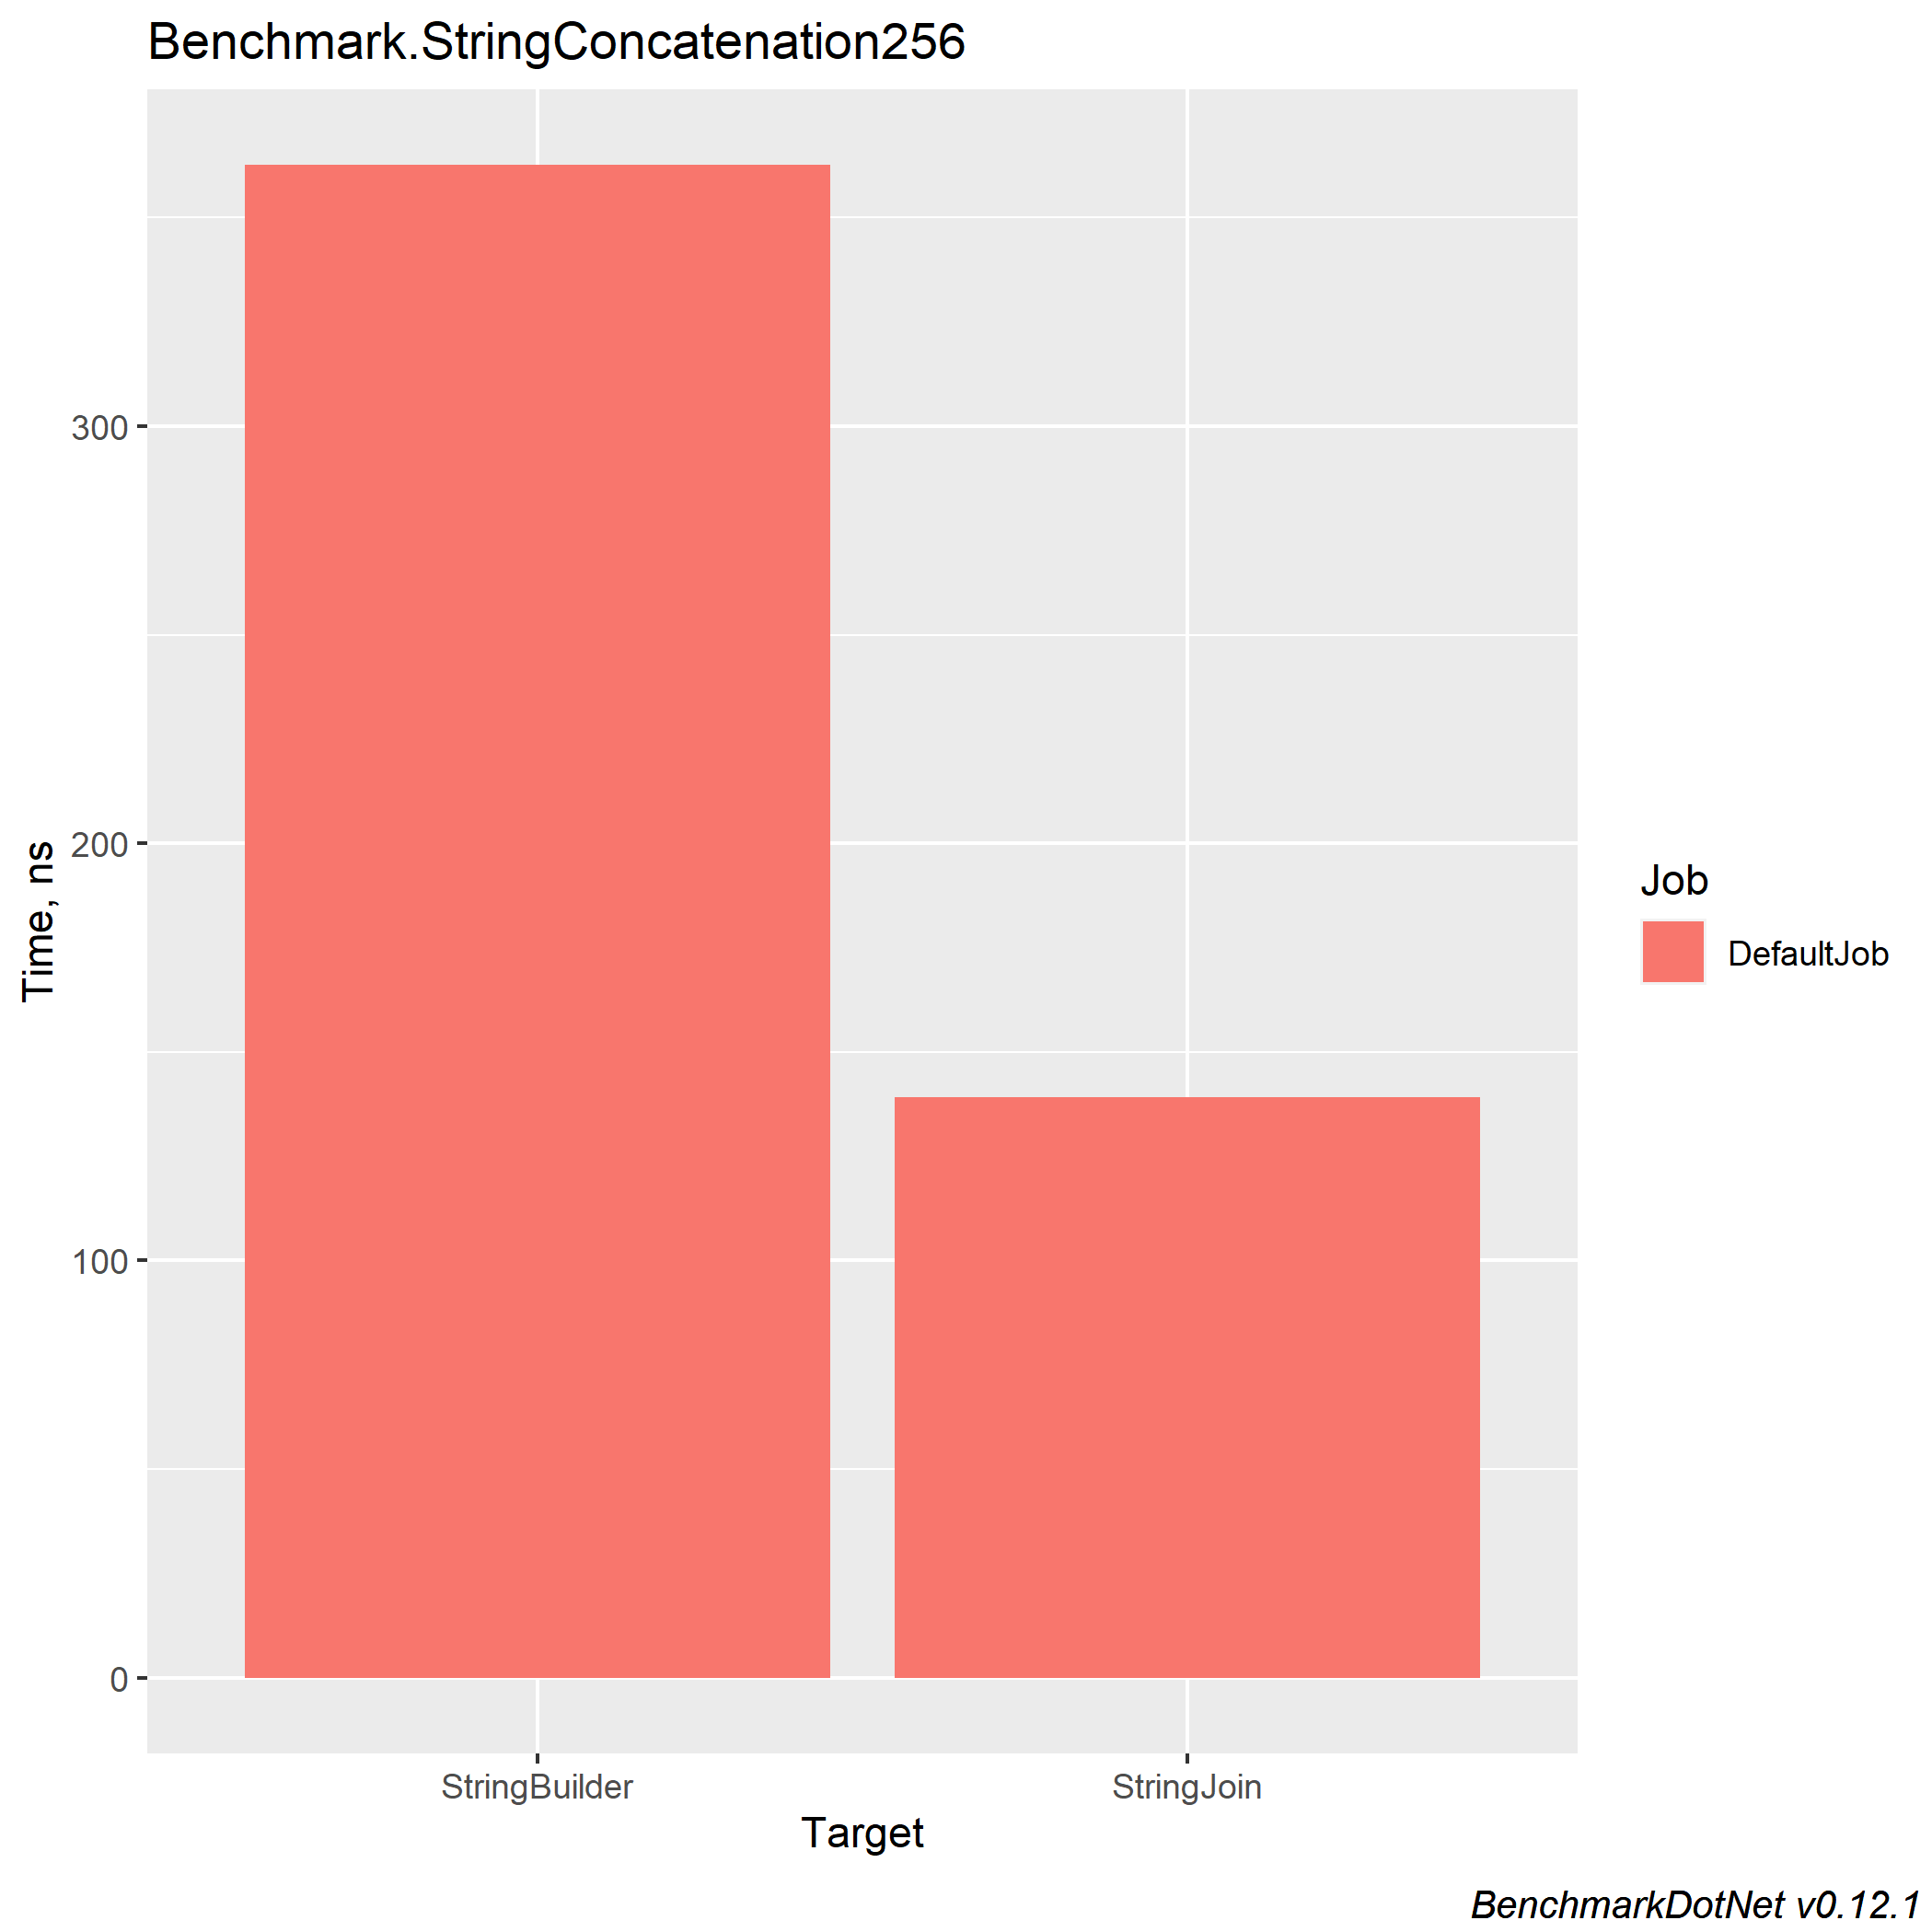 Benchmark.StringConcatenation256
Time, ns
300
200
100
0
StringBuilder
StringJoin
Target
Job
DefaultJob
BenchmarkDotNet v0.12.1